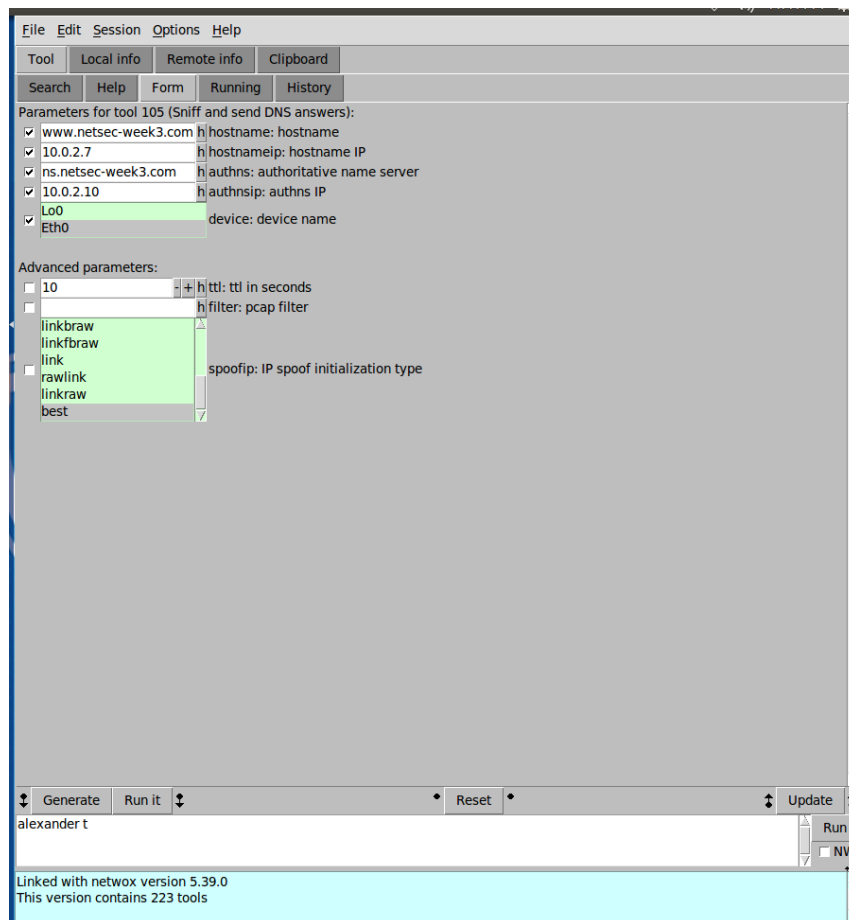 File Edit Session Options Help
Tool Local info Remote info Clipboard
Search Help Form Running History
Parameters for tool 105 (Sniff and send DNS answers):
www.netsec-week3.com h hostname: hostname
10.0.2.7 h hostnameip: hostname IP
ns.netsec-week3.com h authns: authoritative name server
10.0.2.10 h authnsip: authns IP
Lo0
device: device name
Eth0
Advanced parameters:
10 - + h ttl: ttl in seconds
h filter: pcap filter
linkbraw
linkfbraw
link
spoofip: IP spoof initialization type
rawlink
linkraw
best
Generate Run it Reset Update
alexander t
Run
Linked with netwox version 5.39.0
This version contains 223 tools